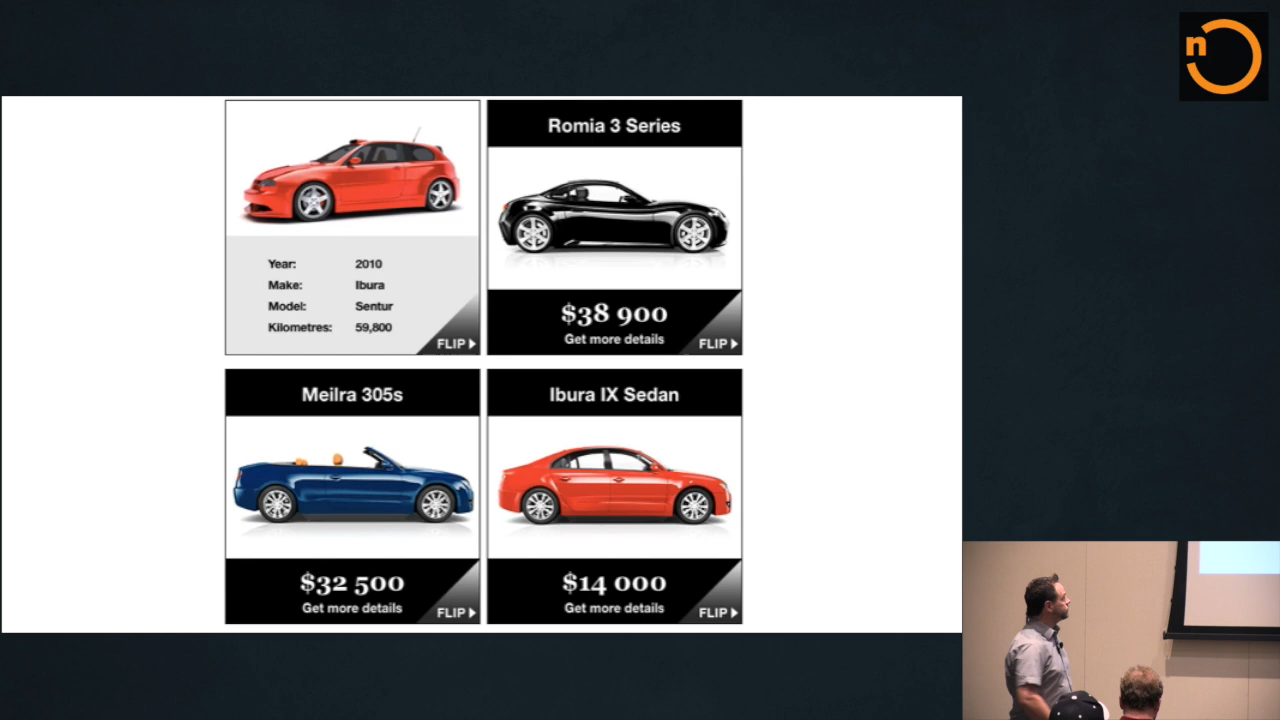 n
Year: 2010
Make: Ibura
Model: Sentur
Kilometres: 59,800
FLIP
Romia 3 Series
$38 900
Get more details
FLIP
Meilra 305s
$32 500
Get more details
FLIP
Ibura IX Sedan
$14 000
Get more details
FLIP